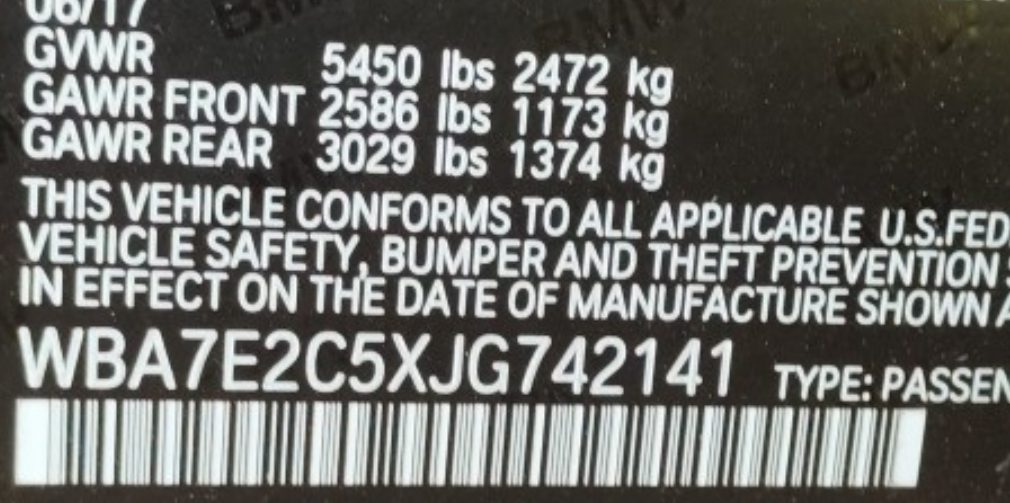 06/17
GVWR 5450 lbs 2472 kg
GAWR FRONT 2586 lbs 1173 kg
GAWR REAR 3029 lbs 1374 kg
THIS VEHICLE CONFORMS TO ALL APPLICABLE U.S.FED
VEHICLE SAFETY, BUMPER AND THEFT PREVENTION
IN EFFECT ON THE DATE OF MANUFACTURE SHOWN A
WBA7E2C5XJG742141 TYPE: PASSEN